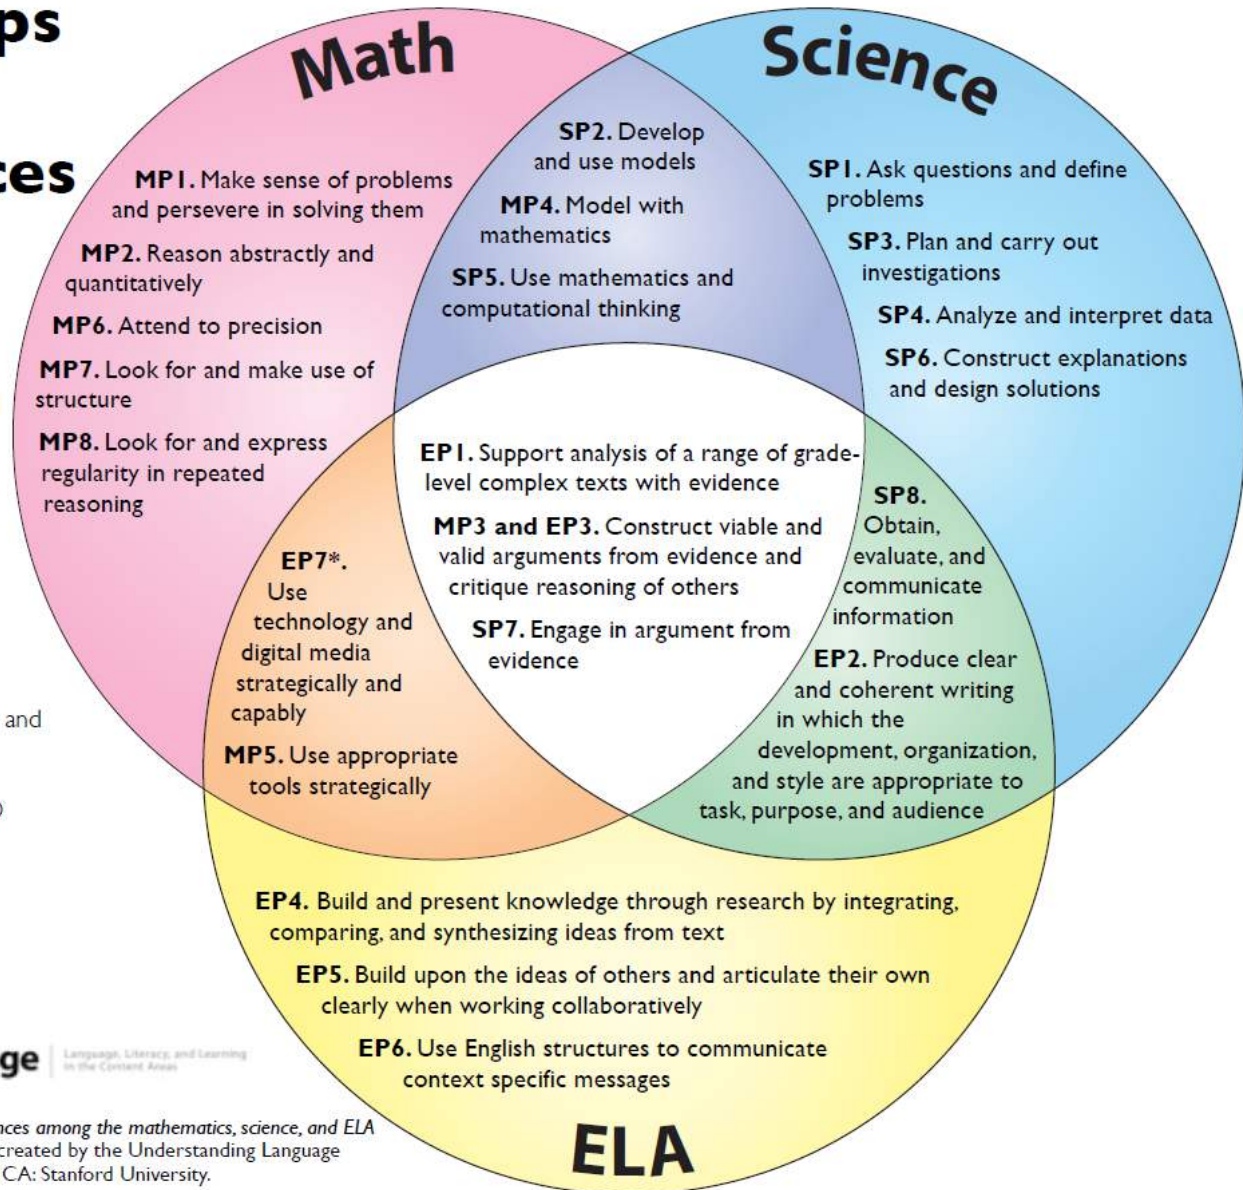 ps
ces
Math
Science
MP1. Make sense of problems
and persevere in solving them
MP2. Reason abstractly and
quantitatively
MP6. Attend to precision
MP7. Look for and make use of
structure
MP8. Look for and express
regularity in repeated
reasoning
SP2. Develop
and use models
MP4. Model with
mathematics
SP5. Use mathematics and
computational thinking
SP1. Ask questions and define
problems
SP3. Plan and carry out
investigations
SP4. Analyze and interpret data
SP6. Construct explanations
and design solutions
EP1. Support analysis of a range of grade-
level complex texts with evidence
MP3 and EP3. Construct viable and
valid arguments from evidence and
critique reasoning of others
SP7. Engage in argument from
evidence
EP7*.
Use
technology and
digital media
strategically and
capably
MP5. Use appropriate
tools strategically
SP8.
Obtain,
evaluate, and
communicate
information
EP2. Produce clear
and coherent writing
in which the
development, organization,
and style are appropriate to
task, purpose, and audience
and
)
EP4. Build and present knowledge through research by integrating,
comparing, and synthesizing ideas from text
EP5. Build upon the ideas of others and articulate their own
clearly when working collaboratively
EP6. Use English structures to communicate
context specific messages
ELA
ge
Language, Literacy, and Learning
in the Content Areas
nces among the mathematics, science, and ELA
created by the Understanding Language
CA: Stanford University.